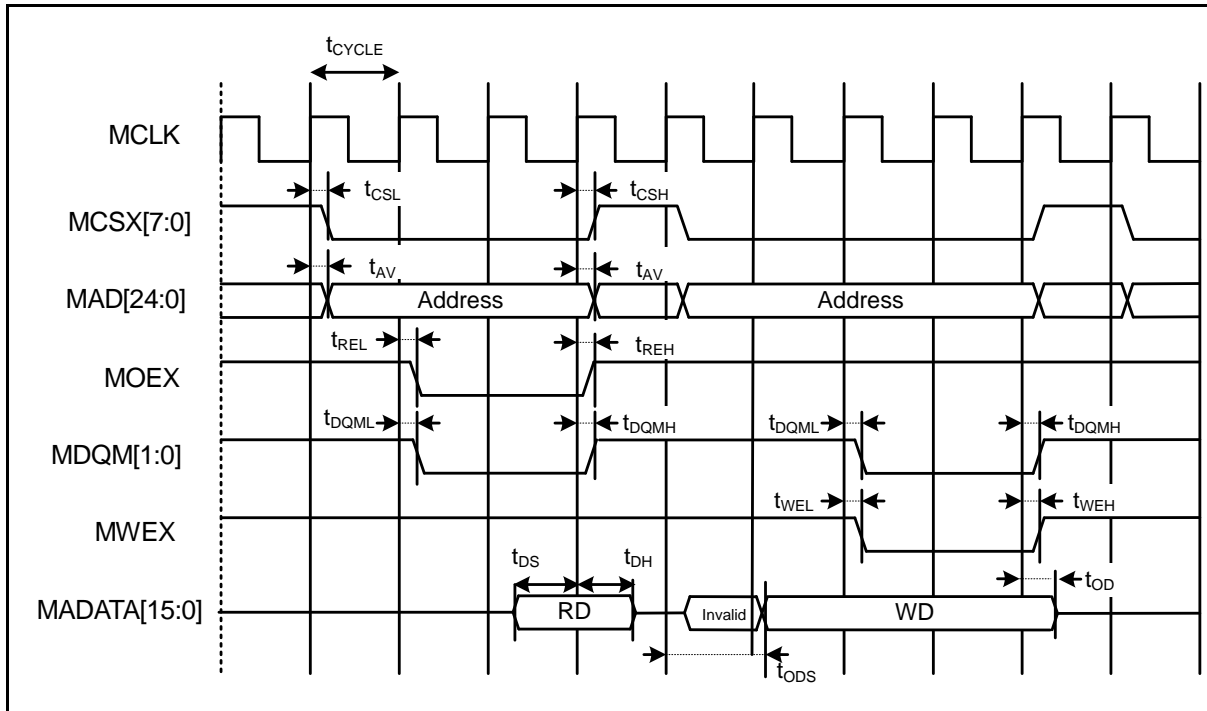 tCYCLE
MCLK
tCSL
tCSH
MCSX[7:0]
tAV
tAV
MAD[24:0]
Address
Address
tREL
tREH
MOEX
tDQML
tDQMH
tDQML
tDQMH
MDQM[1:0]
tWEL
tWEH
MWEX
tDS
tDH
tOD
MADATA[15:0]
RD
Invalid
WD
tODS